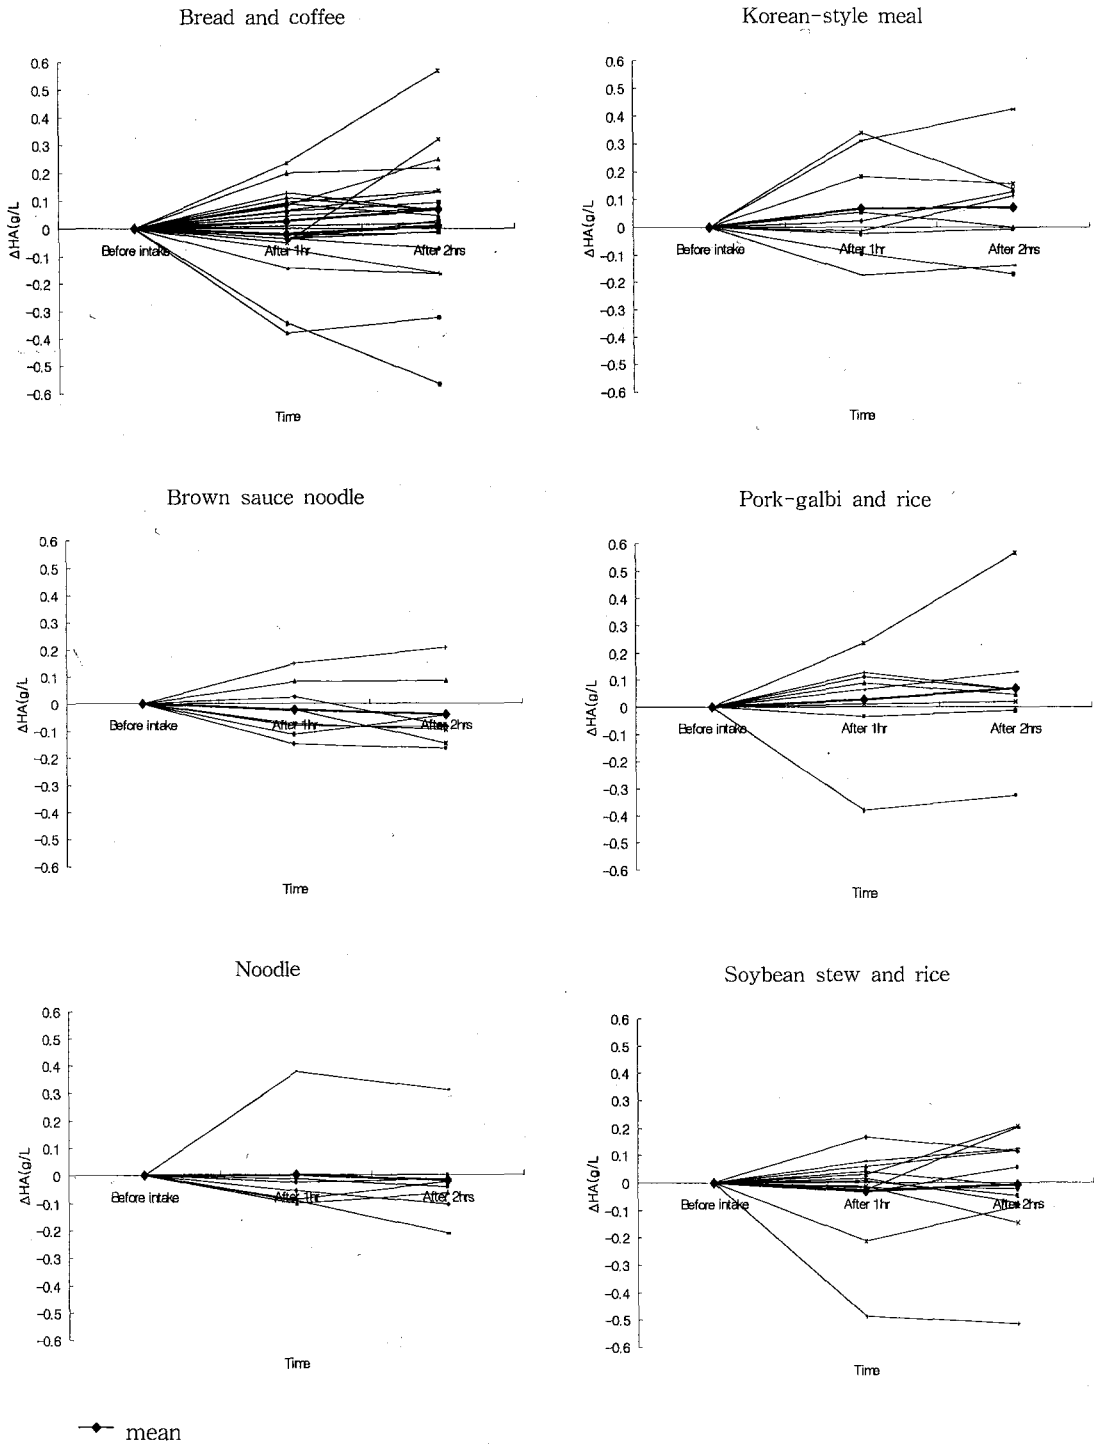 Bread and coffee
0.6
0.5
0.4
0.3
0.2
0.1
0
-0.1
-0.2
-0.3
-0.4
-0.5
-0.6
ΔHA(g/L
Before intake
After 1hr
After 2hrs
Time
Korean-style meal
0.6
0.5
0.4
0.3
0.2
0.1
0
-0.1
-0.2
-0.3
-0.4
-0.5
-0.6
ΔHA(g/L
Before intake
After 1hr
After 2hrs
Time
Brown sauce noodle
0.6
0.5
0.4
0.3
0.2
0.1
0
-0.1
-0.2
-0.3
-0.4
-0.5
-0.6
ΔHA(g/L
Before intake
After 1hr
After 2hrs
Time
Pork-galbi and rice
0.6
0.5
0.4
0.3
0.2
0.1
0
-0.1
-0.2
-0.3
-0.4
-0.5
-0.6
ΔHA(g/L
Before intake
After 1hr
After 2hrs
Time
Noodle
0.6
0.5
0.4
0.3
0.2
0.1
0
-0.1
-0.2
-0.3
-0.4
-0.5
-0.6
ΔHA(g/L
Before intake
After 1hr
After 2hrs
Time
Soybean stew and rice
0.6
0.5
0.4
0.3
0.2
0.1
0
-0.1
-0.2
-0.3
-0.4
-0.5
-0.6
ΔHA(g/L
Before intake
After 1hr
After 2hrs
Time
mean